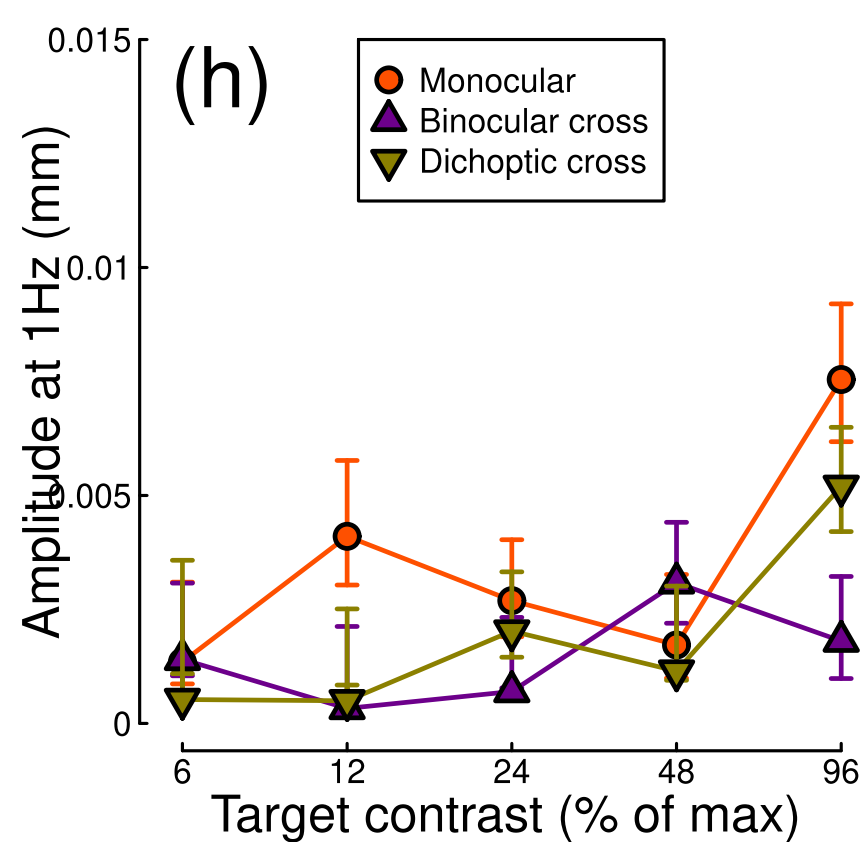 (h)
Monocular
Binocular cross
Dichoptic cross
Amplitude at 1Hz (mm)
0.015
0.01
0.005
0
6 12 24 48 96
Target contrast (% of max)